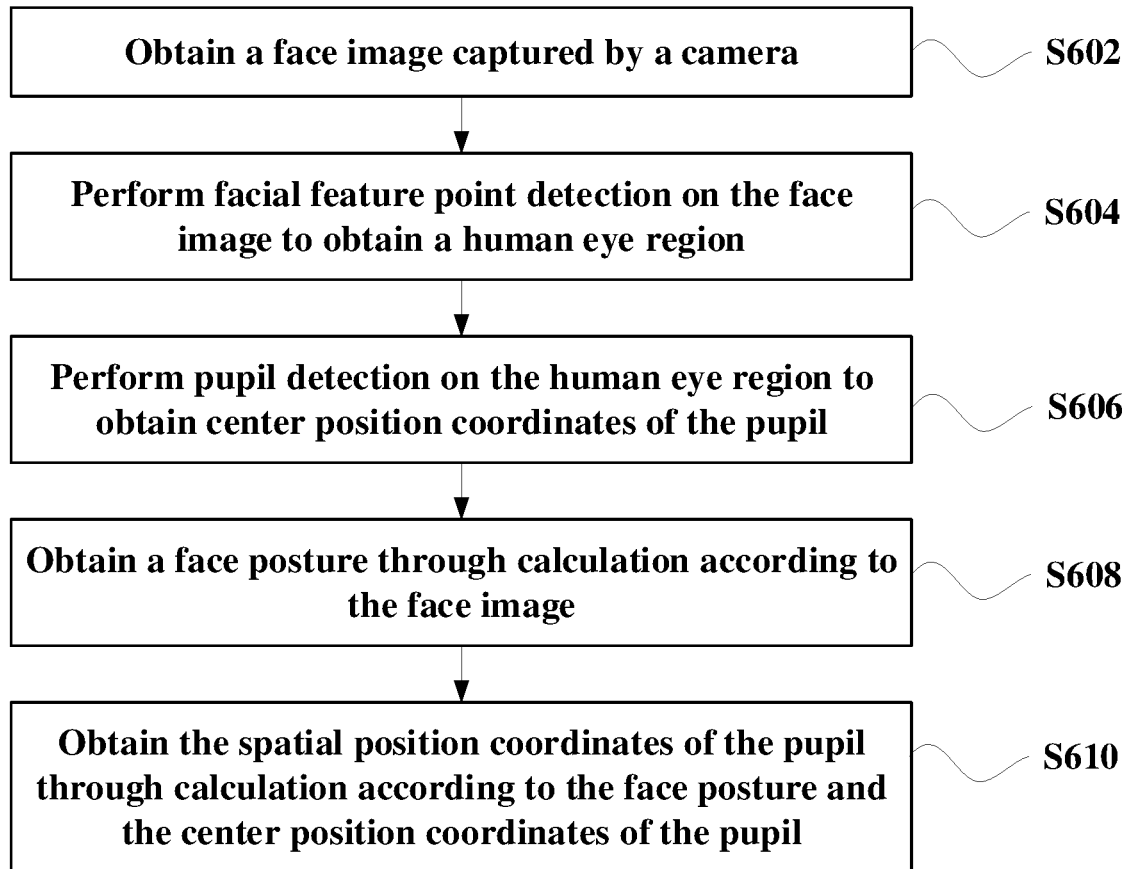 Obtain a face image captured by a camera
S602
Perform facial feature point detection on the face
image to obtain a human eye region
S604
Perform pupil detection on the human eye region to
obtain center position coordinates of the pupil
S606
Obtain a face posture through calculation according to
the face image
S608
Obtain the spatial position coordinates of the pupil
through calculation according to the face posture and
the center position coordinates of the pupil
S610